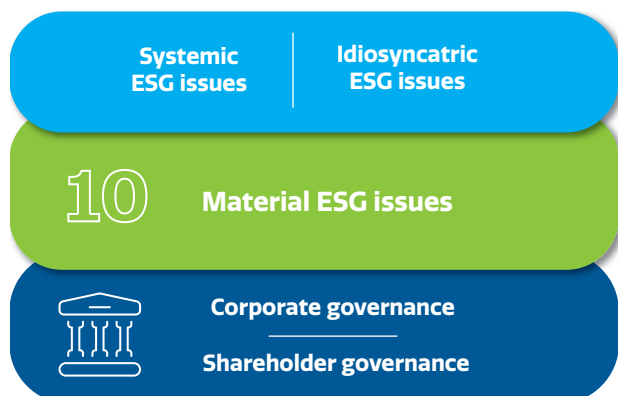 Systemic
ESG issues
Idiosyncatric
ESG issues
10
Material ESG issues
Corporate governance
Shareholder governance